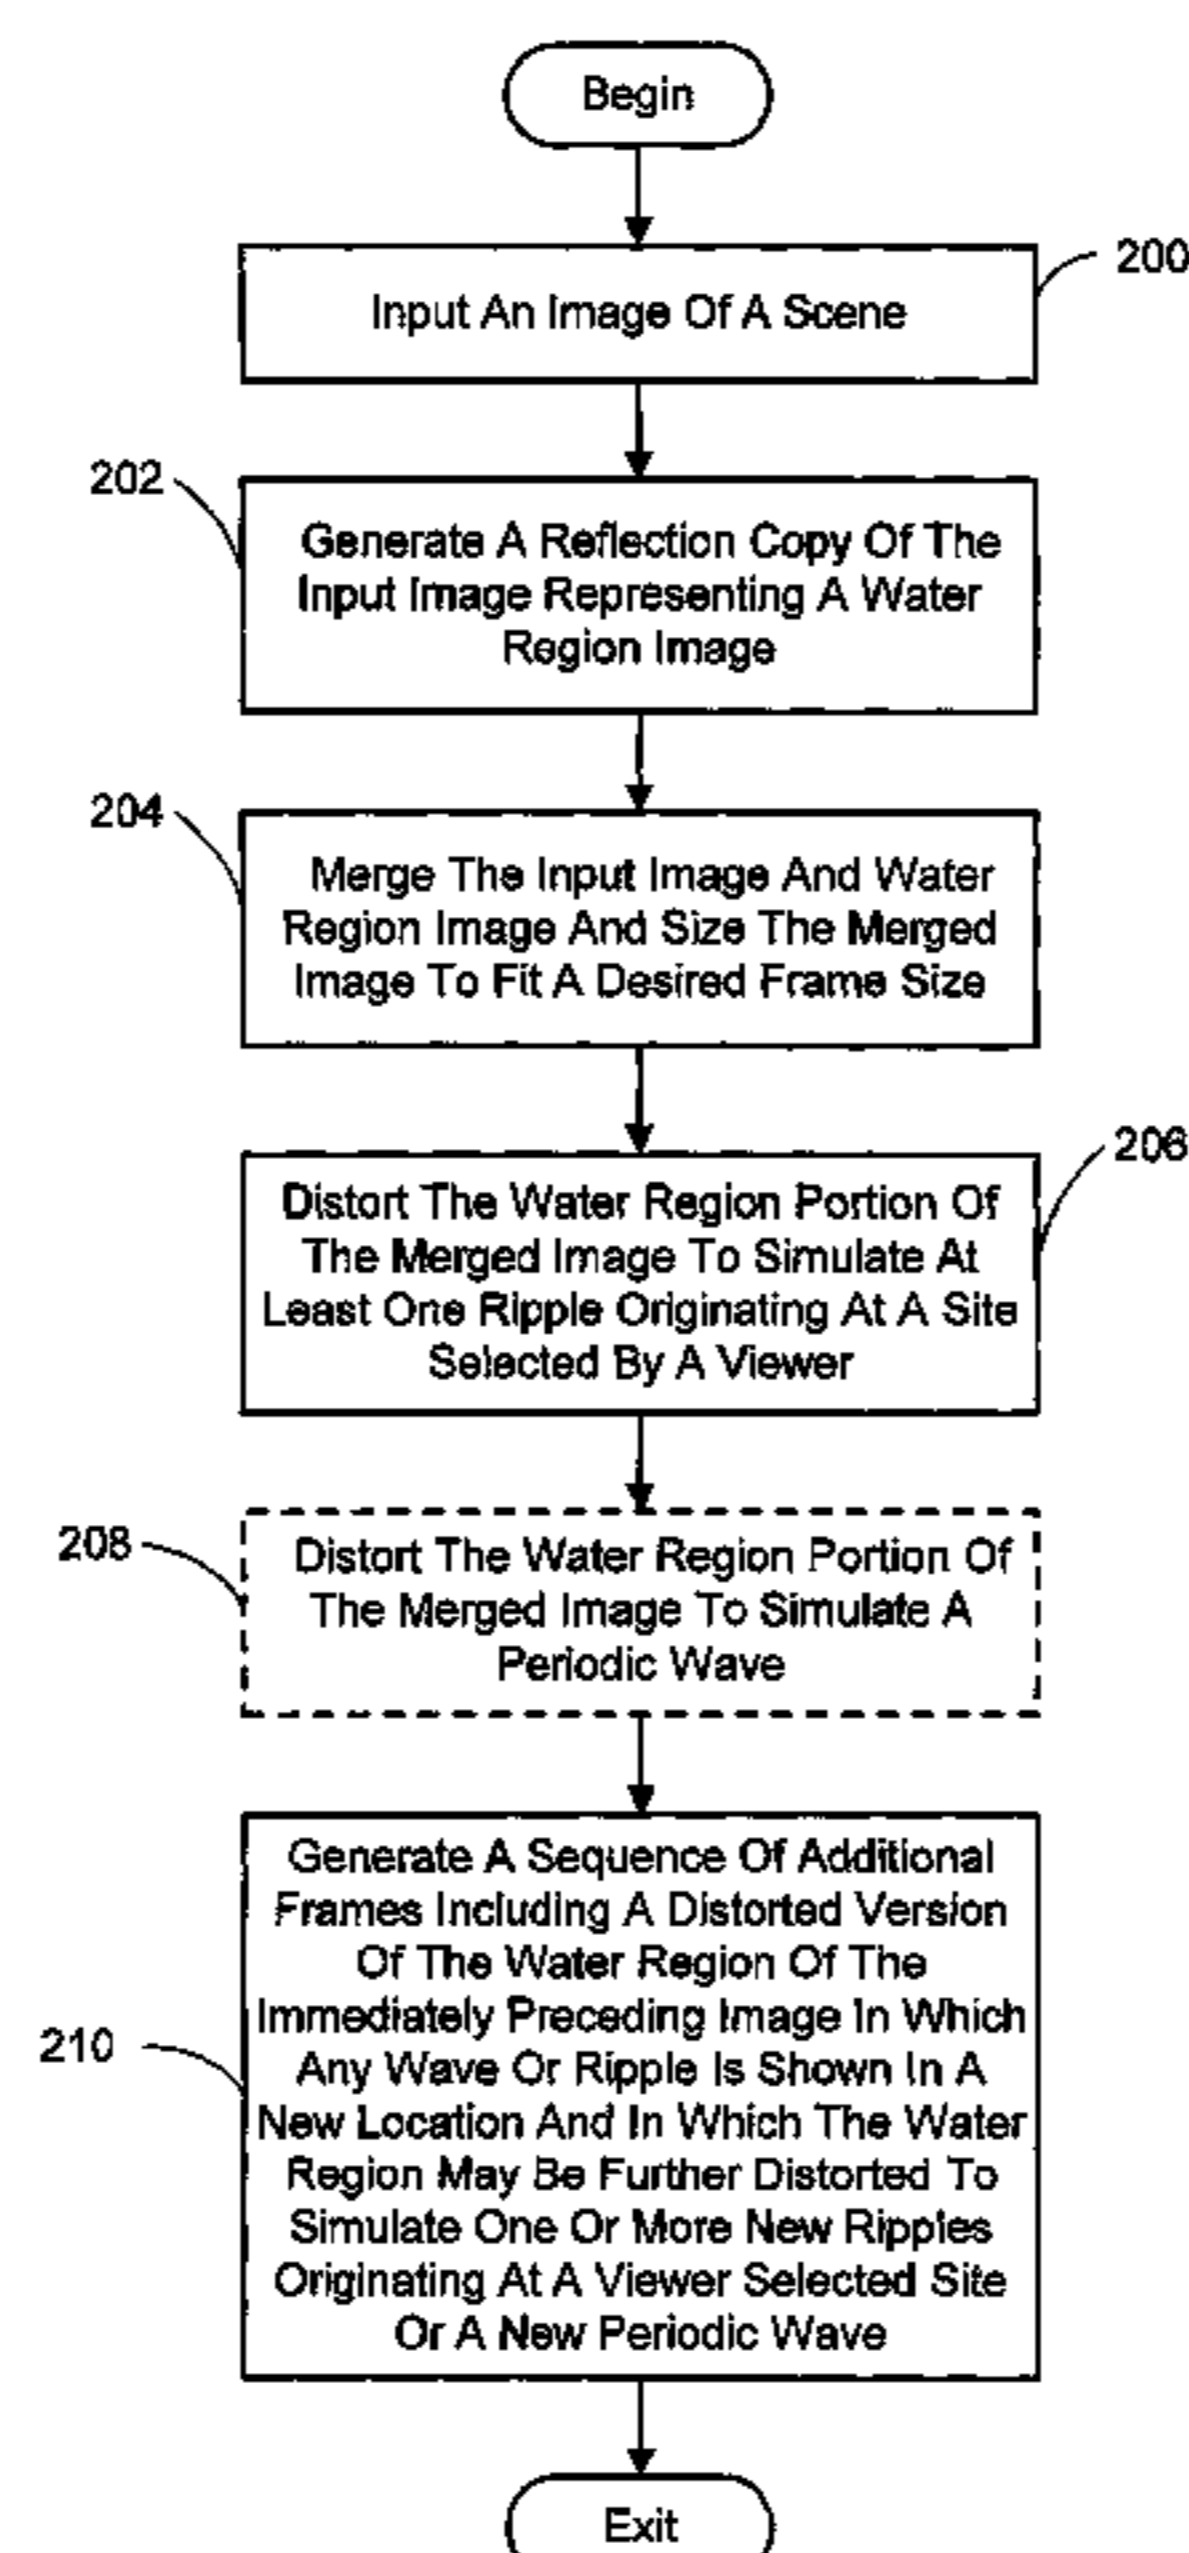 Begin
200
Input An Image Of A Scene
202
Generate A Reflection Copy Of The
Input Image Representing A Water
Region Image
204
Merge The Input Image And Water
Region Image And Size The Merged
Image To Fit A Desired Frame Size
206
Distort The Water Region Portion Of
The Merged Image To Simulate At
Least One Ripple Originating At A Site
Selected By A Viewer
208
Distort The Water Region Portion Of
The Merged Image To Simulate A
Periodic Wave
210
Generate A Sequence Of Additional
Frames Including A Distorted Version
Of The Water Region Of The
Immediately Preceding Image In Which
Any Wave Or Ripple Is Shown In A
New Location And In Which The Water
Region May Be Further Distorted To
Simulate One Or More New Ripples
Originating At A Viewer Selected Site
Or A New Periodic Wave
Exit